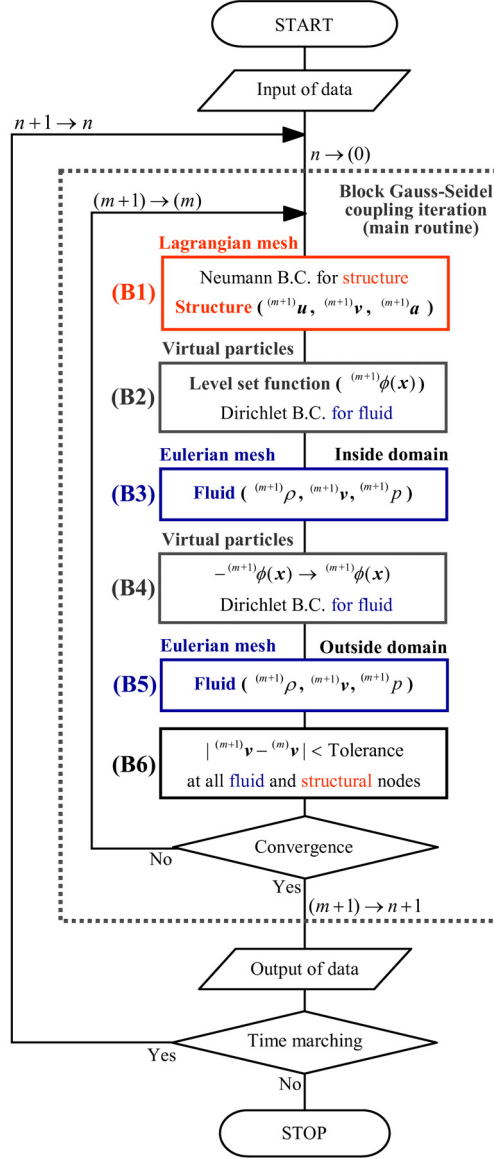 START
Input of data
n+1 → n
n → (0)
Block Gauss-Seidel
coupling iteration
(main routine)
(m+1) → (m)
Lagrangian mesh
(B1)
Neumann B.C. for structure
Structure ( ⁽ᵐ⁺¹⁾u, ⁽ᵐ⁺¹⁾v, ⁽ᵐ⁺¹⁾a )
Virtual particles
(B2)
Level set function ( ⁽ᵐ⁺¹⁾ϕ(x) )
Dirichlet B.C. for fluid
Eulerian mesh Inside domain
(B3)
Fluid ( ⁽ᵐ⁺¹⁾ρ, ⁽ᵐ⁺¹⁾v, ⁽ᵐ⁺¹⁾p )
Virtual particles
(B4)
−⁽ᵐ⁺¹⁾ϕ(x) → ⁽ᵐ⁺¹⁾ϕ(x)
Dirichlet B.C. for fluid
Eulerian mesh Outside domain
(B5)
Fluid ( ⁽ᵐ⁺¹⁾ρ, ⁽ᵐ⁺¹⁾v, ⁽ᵐ⁺¹⁾p )
(B6)
| ⁽ᵐ⁺¹⁾v − ⁽ᵐ⁾v | < Tolerance
at all fluid and structural nodes
Convergence
No
Yes
(m+1) → n+1
Output of data
Time marching
Yes
No
STOP